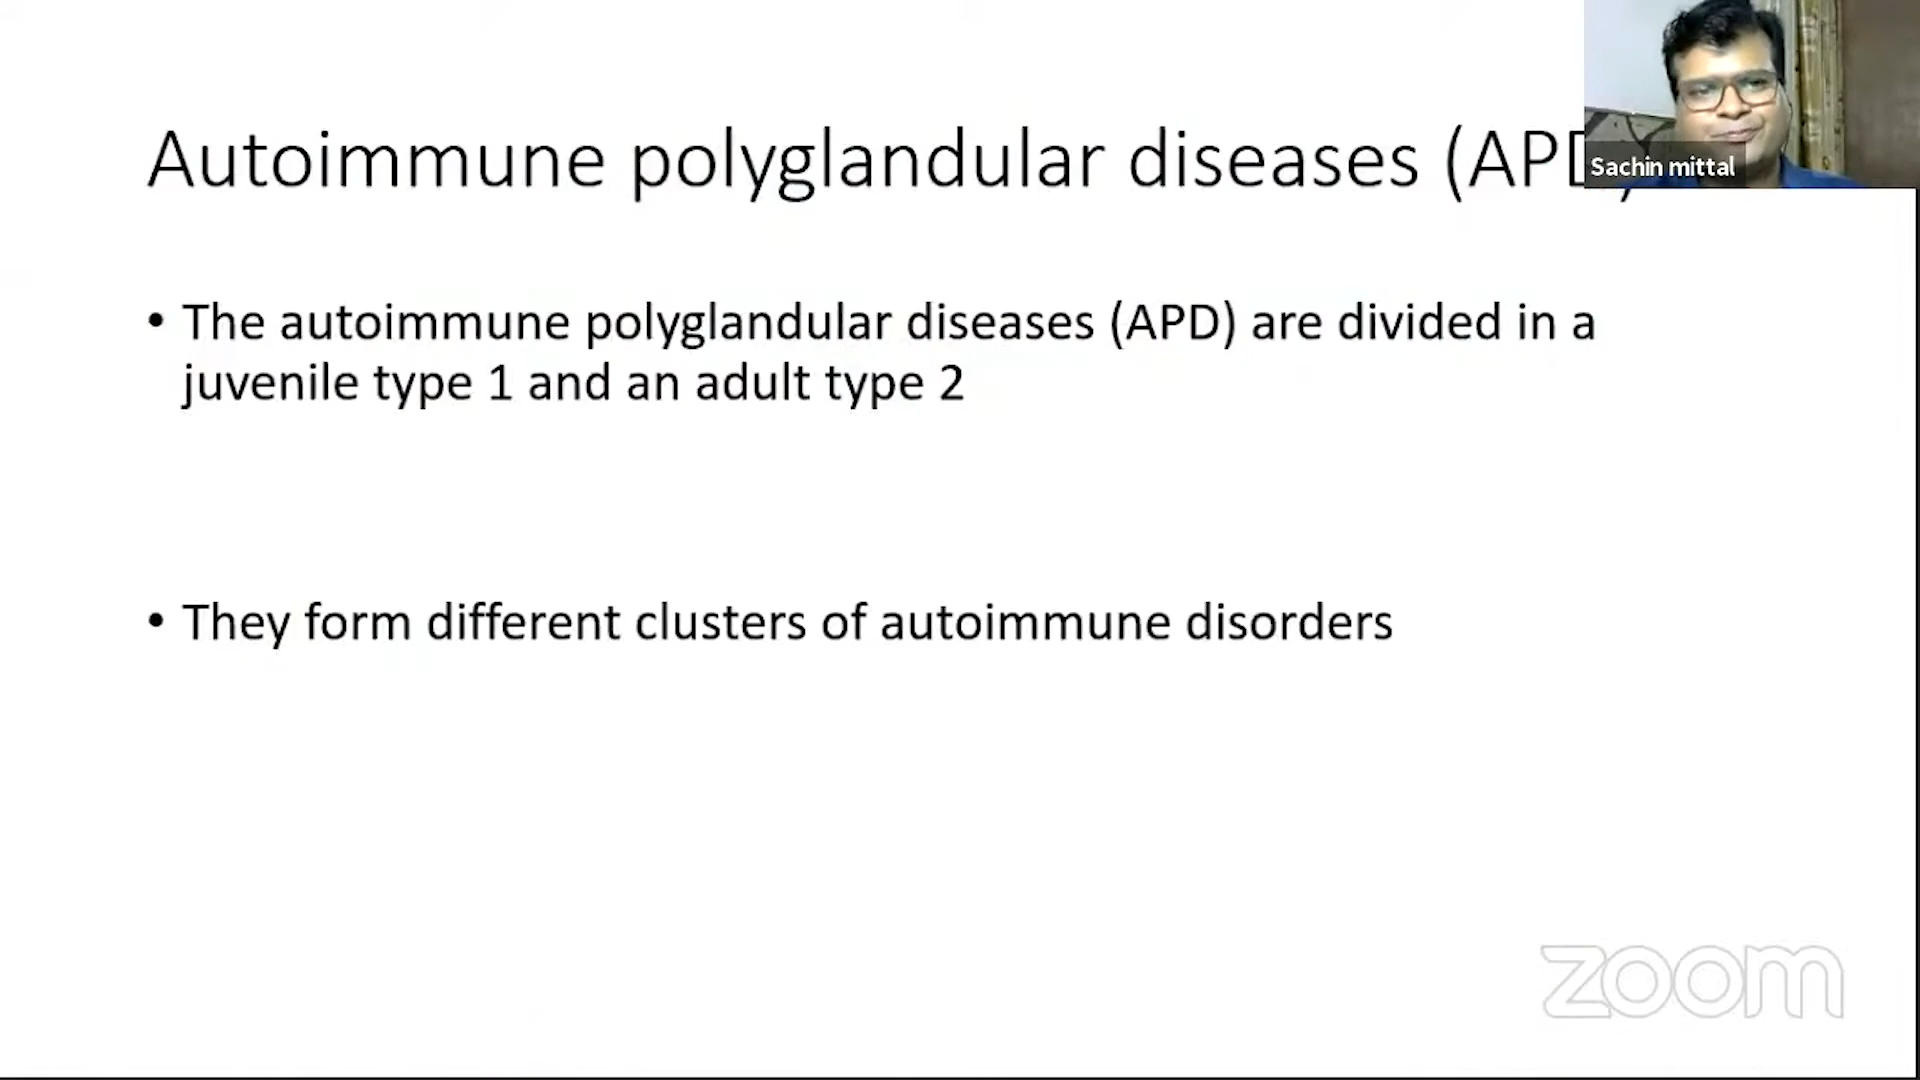 Autoimmune polyglandular diseases (APD)
Sachin mittal
• The autoimmune polyglandular diseases (APD) are divided in a
juvenile type 1 and an adult type 2
• They form different clusters of autoimmune disorders
zoom